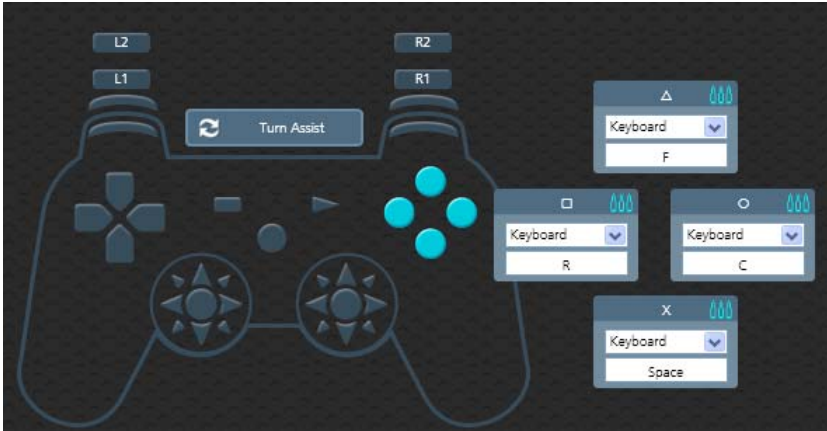 L2
R2
L1
R1
Turn Assist
△
Keyboard
F
□
Keyboard
R
○
Keyboard
C
X
Keyboard
Space